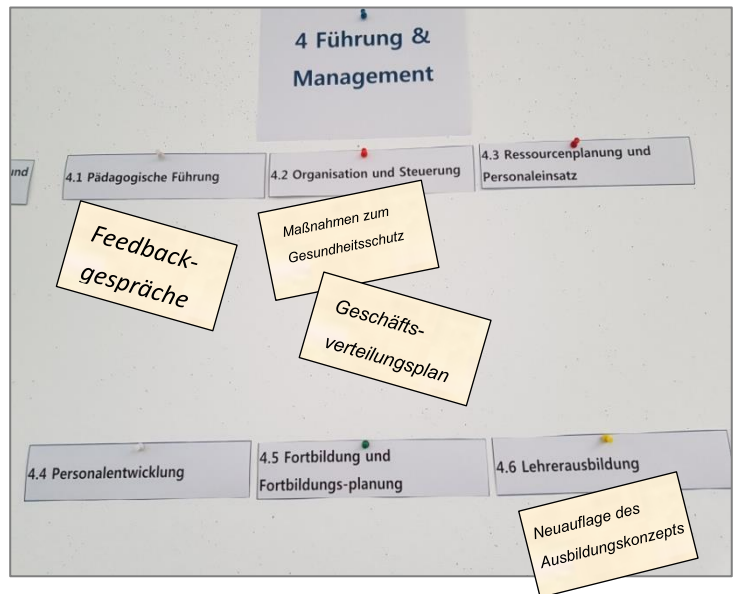 4 Führung &
Management
und
4.1 Pädagogische Führung
4.2 Organisation und Steuerung
4.3 Ressourcenplanung und
Personaleinsatz
Feedback-
gespräche
Maßnahmen zum
Gesundheitsschutz
Geschäfts-
verteilungsplan
4.4 Personalentwicklung
4.5 Fortbildung und
Fortbildungs-planung
4.6 Lehrerausbildung
Neuauflage des
Ausbildungskonzepts